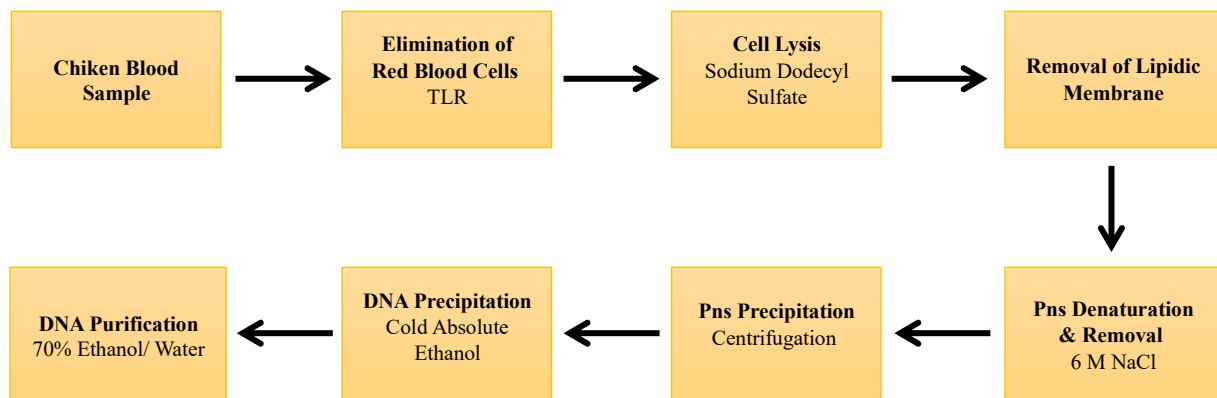 Chiken Blood
Sample
Elimination of
Red Blood Cells
TLR
Cell Lysis
Sodium Dodecyl
Sulfate
Removal of Lipidic
Membrane
Pns Denaturation
& Removal
6 M NaCl
Pns Precipitation
Centrifugation
DNA Precipitation
Cold Absolute
Ethanol
DNA Purification
70% Ethanol/ Water